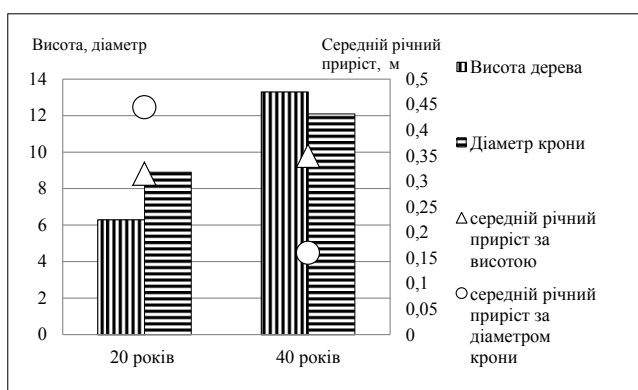 Висота, діаметр
Середній річний
приріст, м
14
12
10
8
6
4
2
0
0,5
0,45
0,4
0,35
0,3
0,25
0,2
0,15
0,1
0,05
0
20 років
40 років
Висота дерева
Діаметр крони
середній річний
приріст за
висотою
середній річний
приріст за
діаметром
крони